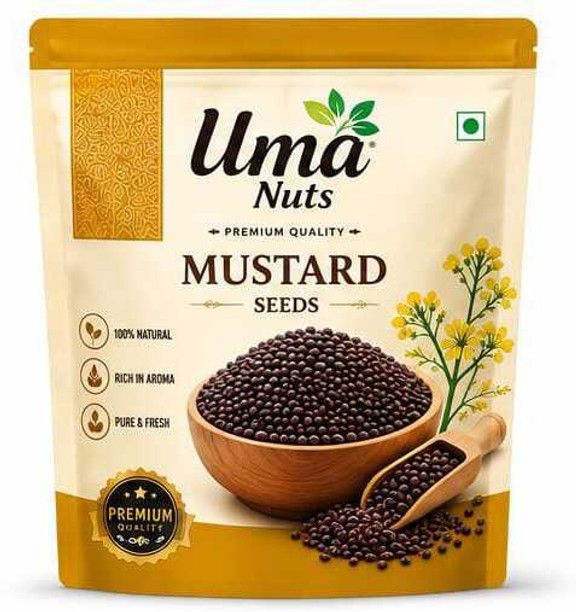 Uma®
Nuts
PREMIUM QUALITY
MUSTARD
SEEDS
100% NATURAL
RICH IN AROMA
PURE & FRESH
PREMIUM
QUALITY